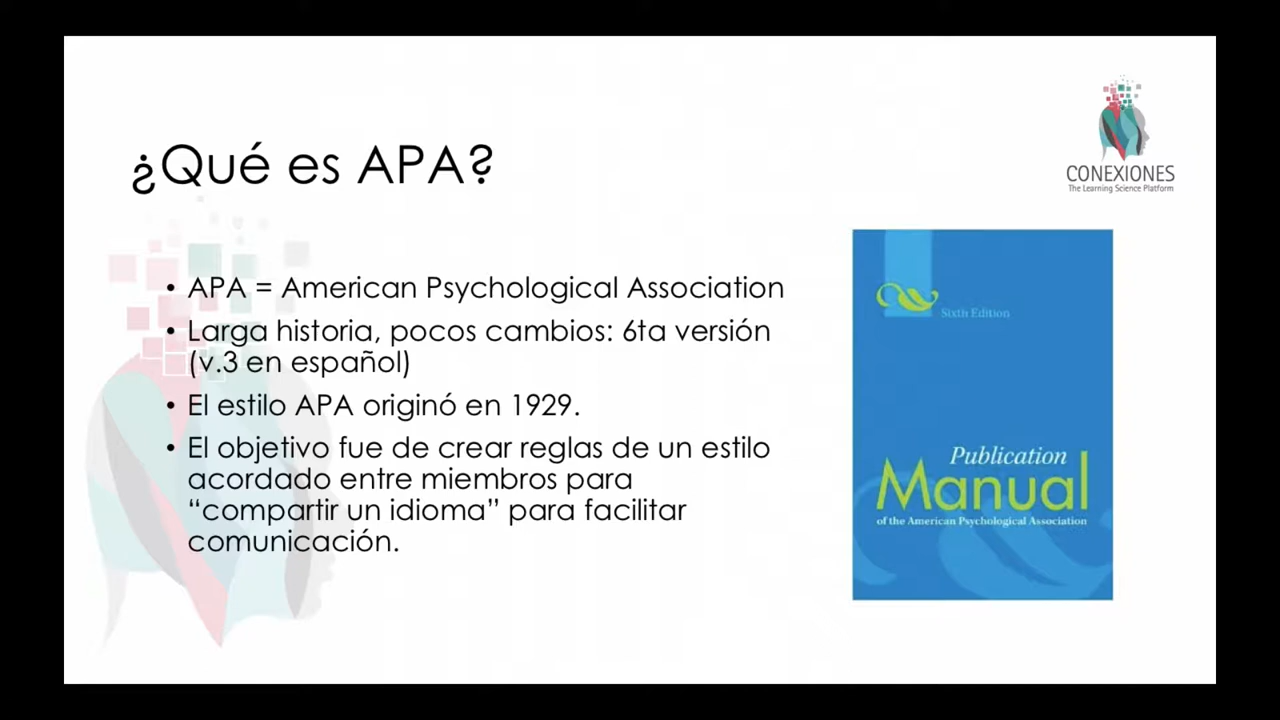 ¿Qué es APA?
CONEXIONES
The Learning Science Platform
• APA = American Psychological Association
• Larga historia, pocos cambios: 6ta versión
(v.3 en español)
• El estilo APA originó en 1929.
• El objetivo fue de crear reglas de un estilo
acordado entre miembros para
“compartir un idioma” para facilitar
comunicación.
Sixth Edition
Publication
Manual
of the American Psychological Association